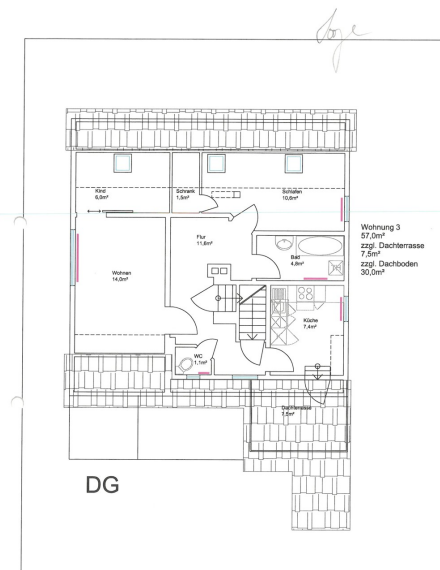 Kind
6,0m²
Schrank
1,5m²
Schlafen
10,6m²
Flur
11,6m²
Bad
4,8m²
Wohnung 3
57,0m²
zzgl. Dachterrasse
7,5m²
zzgl. Dachboden
30,0m²
Wohnen
14,0m²
Küche
7,4m²
WC
1,1m²
Dachterrasse
7,5m²
DG